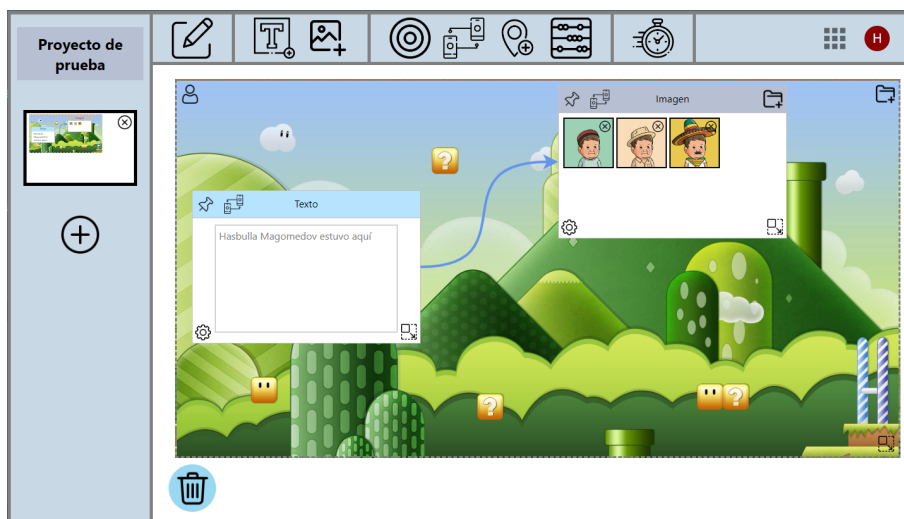 Proyecto de
prueba
H
Imagen
Texto
Hasbulla Magomedov estuvo aquí